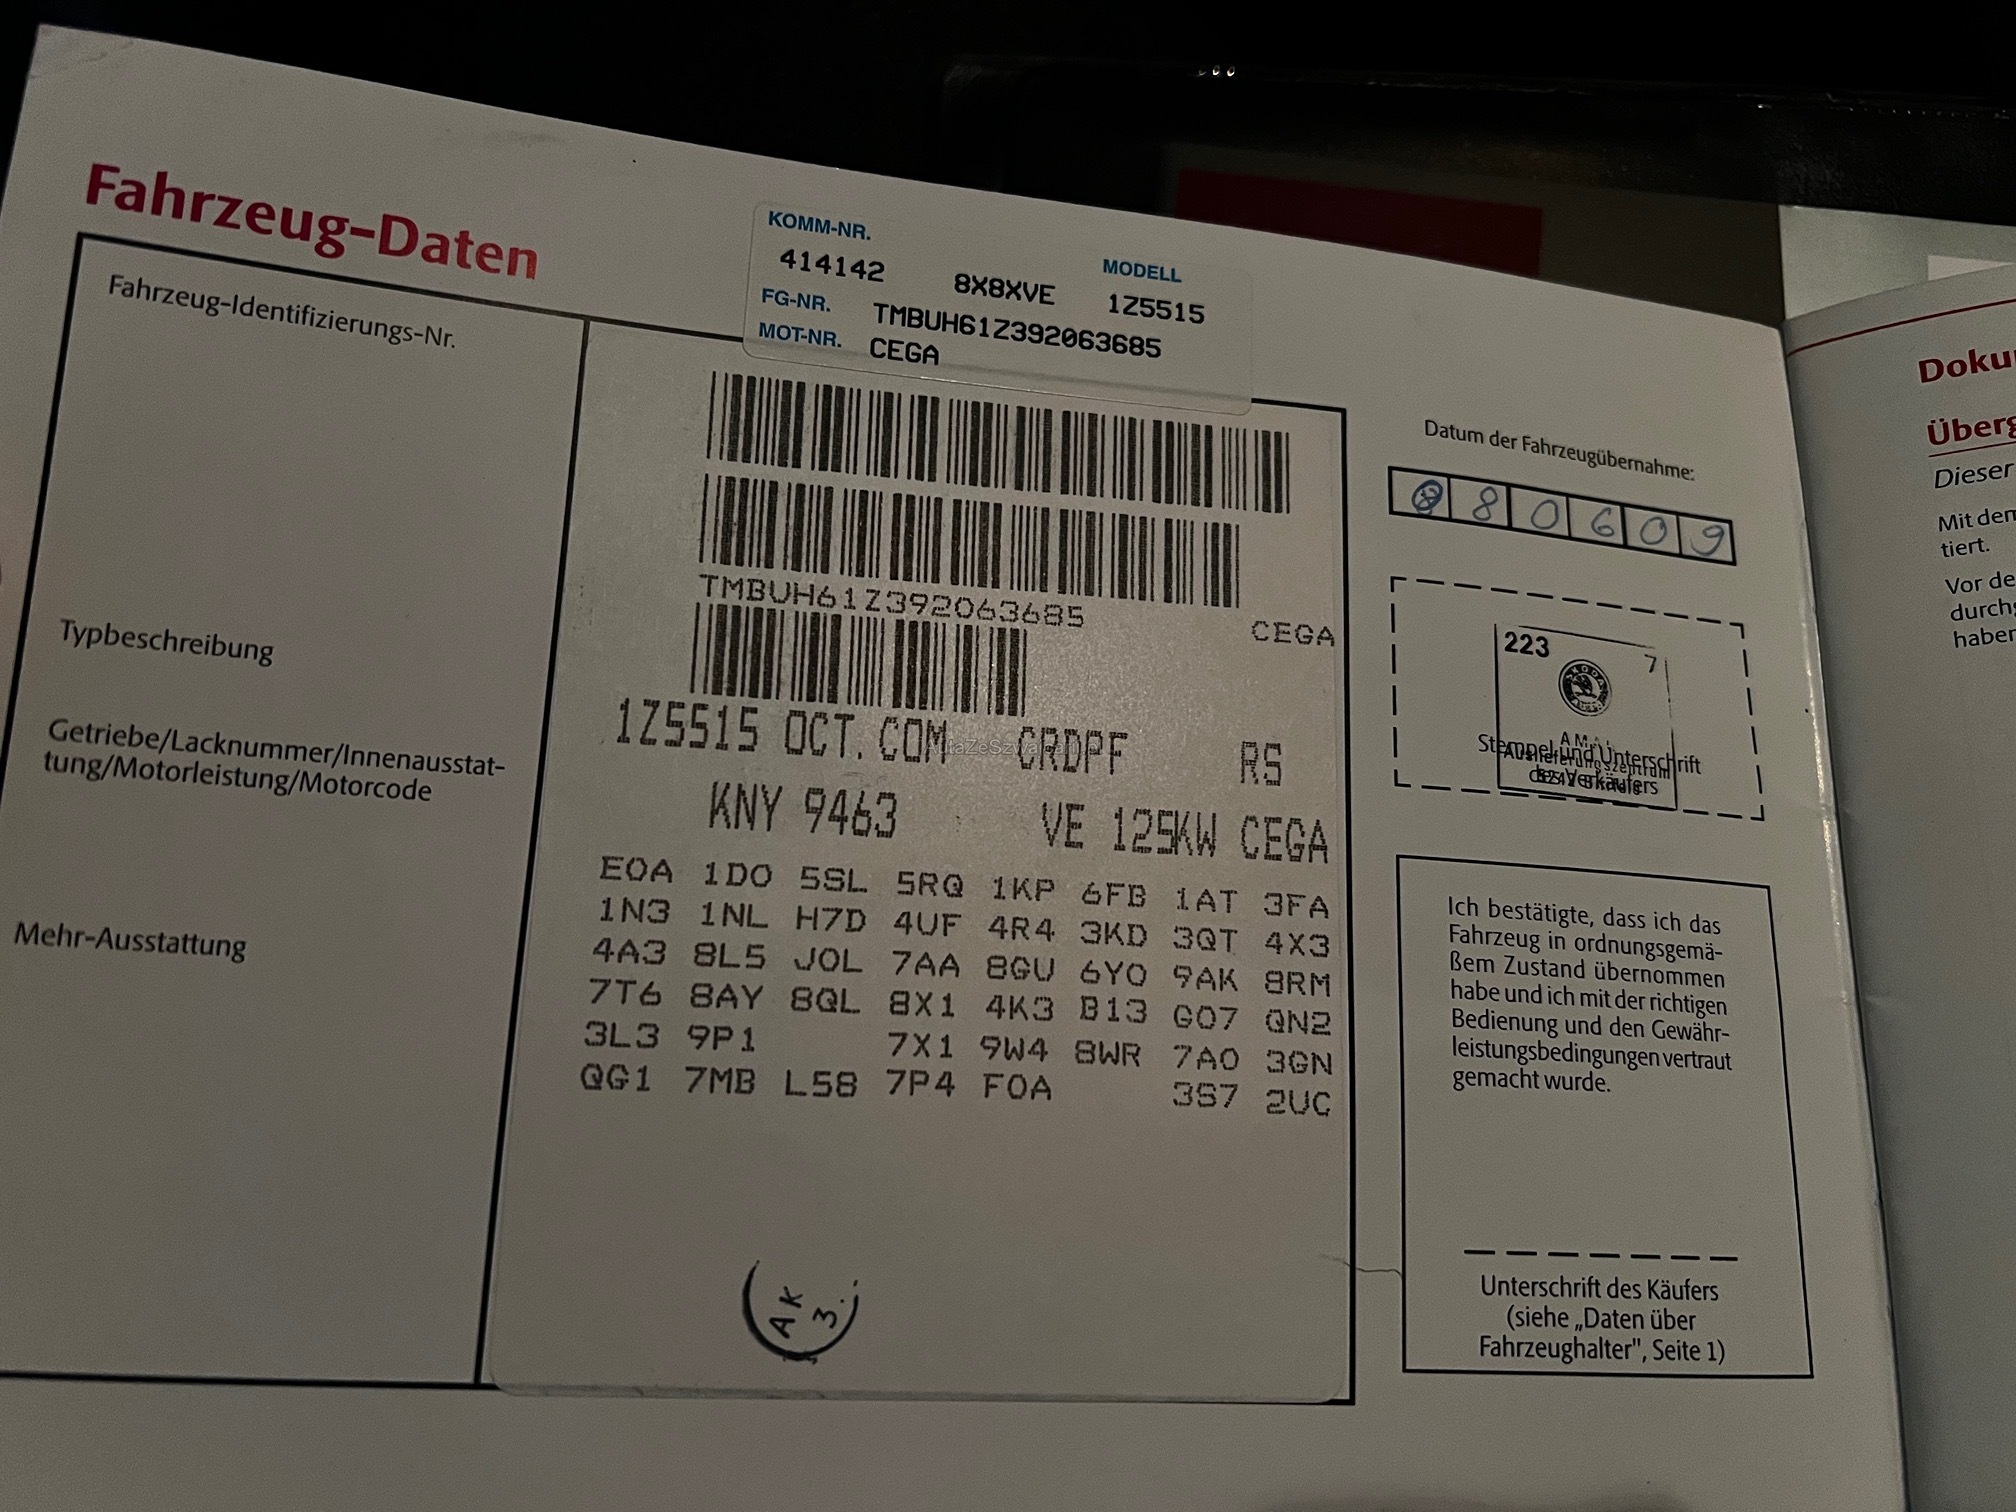 Fahrzeug-Daten
KOMM-NR.
MODELL
414142 8X8XVE 1Z5515
FG-NR. TMBUH61Z392063685
MOT-NR. CEGA
Fahrzeug-Identifizierungs-Nr.
TMBUH61Z392063685
CEGA
Typbeschreibung
1Z5515 OCT. COM CRDPF RS
Getriebe/Lacknummer/Innenausstat-
tung/Motorleistung/Motorcode
KNY 9463 VE 125KW CEGA
Mehr-Ausstattung
E0A 1D0 5SL 5RQ 1KP 6FB 1AT 3FA
1N3 1NL H7D 4UF 4R4 3KD 3QT 4X3
4A3 8L5 J0L 7AA 8GU 6Y0 9AK 8RM
7T6 8AY 8QL 8X1 4K3 B13 G07 QN2
3L3 9P1 7X1 9W4 8WR 7A0 3GN
QG1 7MB L58 7P4 F0A 3S7 2UC
AK
3
Datum der Fahrzeugübernahme:
80609
223 7
Stempel und Unterschrift
des Verkäufers
Auslieferungszentrum
Ich bestätigte, dass ich das
Fahrzeug in ordnungsgemä-
ßem Zustand übernommen
habe und ich mit der richtigen
Bedienung und den Gewähr-
leistungsbedingungen vertraut
gemacht wurde.
Unterschrift des Käufers
(siehe „Daten über
Fahrzeughalter", Seite 1)
Dieser
Mit dem
tiert.
Vor de